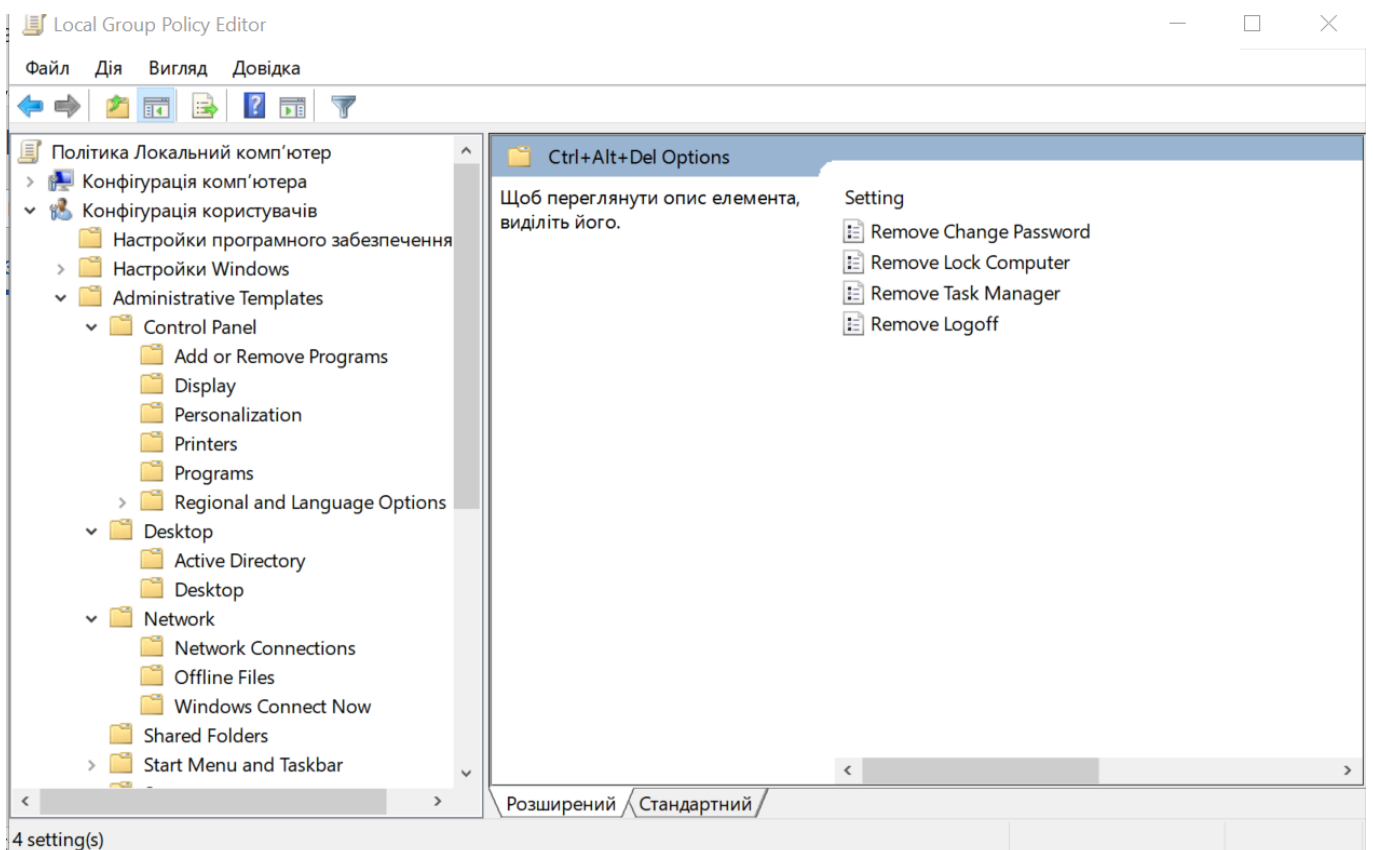 Local Group Policy Editor
Файл Дія Вигляд Довідка
Політика Локальний комп’ютер
Конфігурація комп’ютера
Конфігурація користувачів
Настройки програмного забезпечення
Настройки Windows
Administrative Templates
Control Panel
Add or Remove Programs
Display
Personalization
Printers
Programs
Regional and Language Options
Desktop
Active Directory
Desktop
Network
Network Connections
Offline Files
Windows Connect Now
Shared Folders
Start Menu and Taskbar
Ctrl+Alt+Del Options
Щоб переглянути опис елемента,
виділіть його.
Setting
Remove Change Password
Remove Lock Computer
Remove Task Manager
Remove Logoff
Розширений Стандартний
4 setting(s)